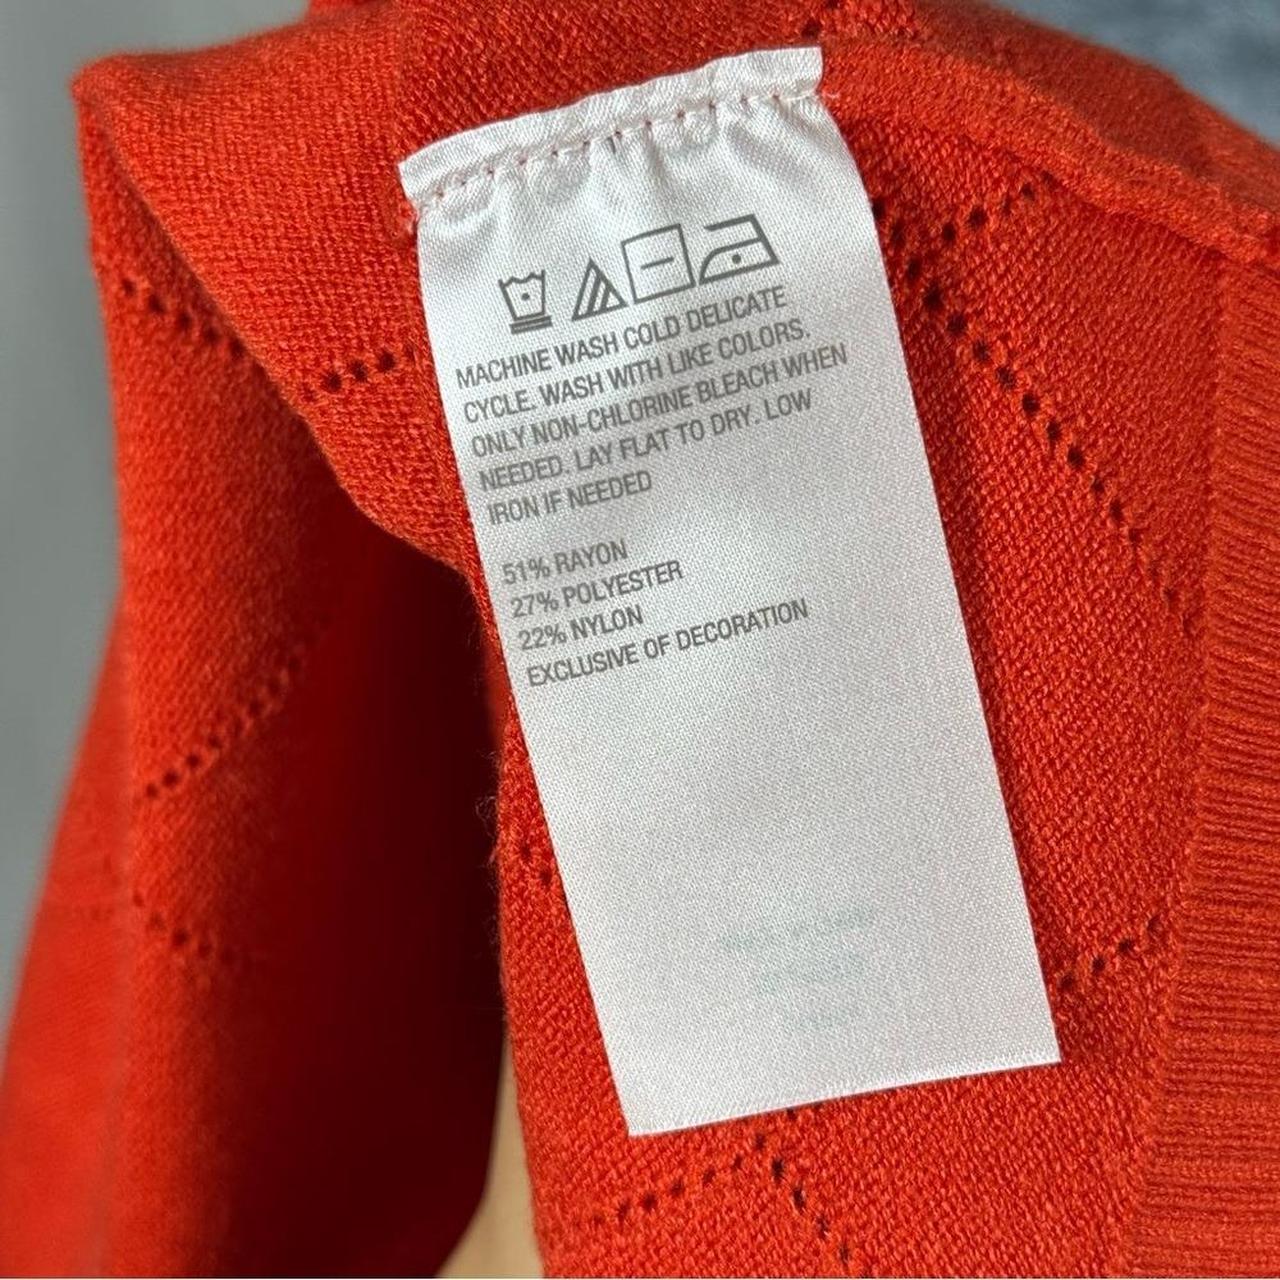 MACHINE WASH COLD DELICATE
CYCLE. WASH WITH LIKE COLORS.
ONLY NON-CHLORINE BLEACH WHEN
NEEDED. LAY FLAT TO DRY. LOW
IRON IF NEEDED
51% RAYON
27% POLYESTER
22% NYLON
EXCLUSIVE OF DECORATION